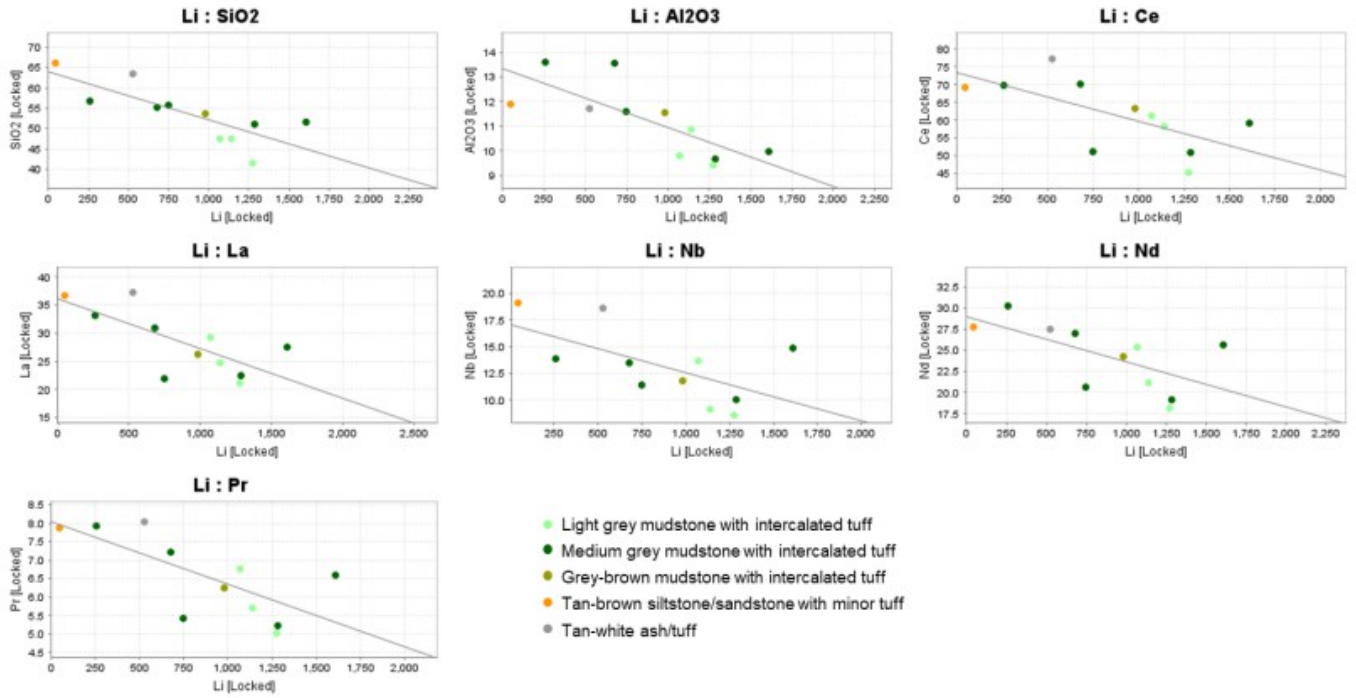 Li : SiO2
70
65
60
55
50
45
40
SiO2 [Locked]
0 250 500 750 1,000 1,250 1,500 1,750 2,000 2,250
Li [Locked]
Li : Al2O3
14
13
12
11
10
9
Al2O3 [Locked]
0 250 500 750 1,000 1,250 1,500 1,750 2,000
Li [Locked]
Li : Ce
80
75
70
65
60
55
50
45
Ce [Locked]
0 250 500 750 1,000 1,250 1,500 1,750 2,000
Li [Locked]
Li : La
40
35
30
25
20
15
La [Locked]
0 500 1,000 1,500 2,000 2,500
Li [Locked]
Li : Nb
20.0
17.5
15.0
12.5
10.0
Nb [Locked]
250 500 750 1,000 1,250 1,500 1,750 2,000
Li [Locked]
Li : Nd
32.5
30.0
27.5
25.0
22.5
20.0
17.5
Nd [Locked]
0 250 500 750 1,000 1,250 1,500 1,750 2,000 2,250
Li [Locked]
Li : Pr
8.5
8.0
7.5
7.0
6.5
6.0
5.5
5.0
4.5
Pr [Locked]
0 250 500 750 1,000 1,250 1,500 1,750 2,000
Li [Locked]
Light grey mudstone with intercalated tuff
Medium grey mudstone with intercalated tuff
Grey-brown mudstone with intercalated tuff
Tan-brown siltstone/sandstone with minor tuff
Tan-white ash/tuff